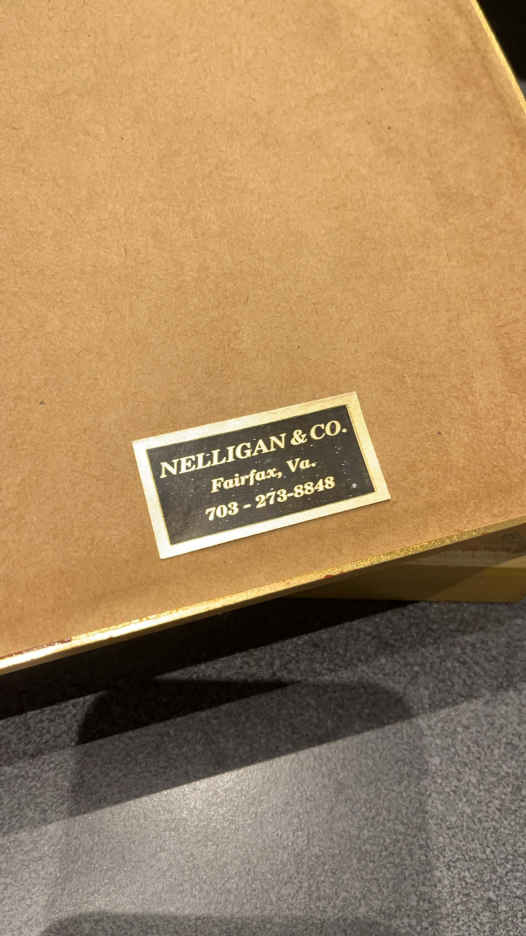 NELLIGAN & CO.
Fairfax, Va.
703 - 273-8848